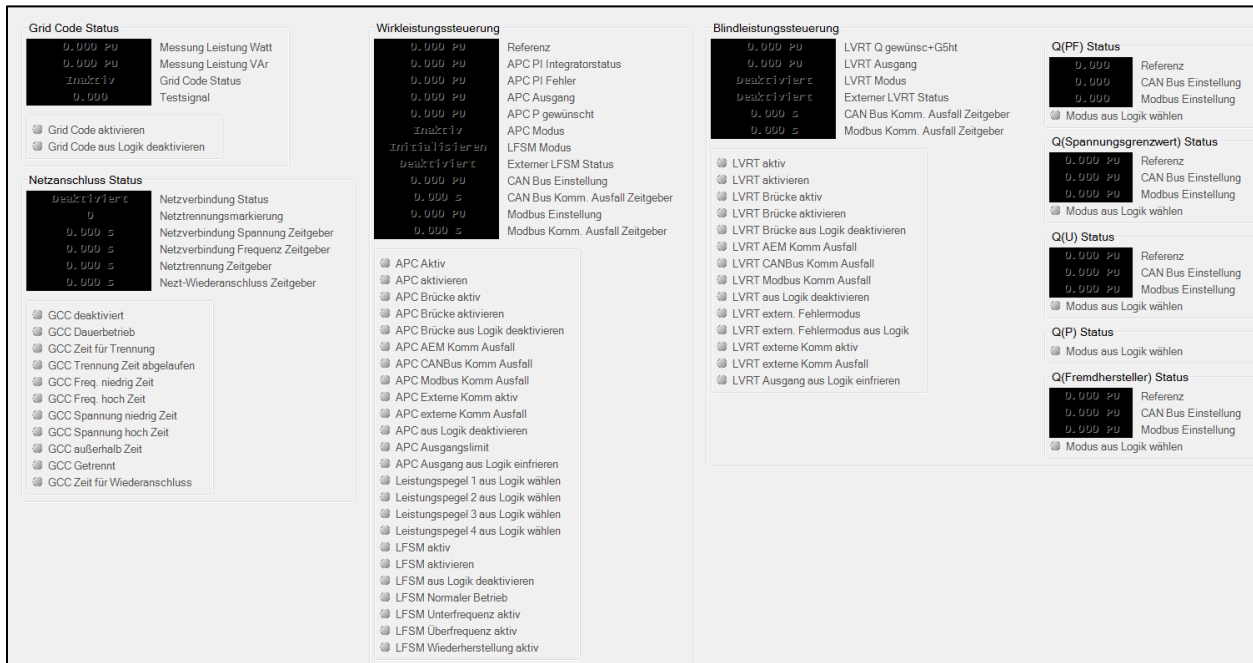 Grid Code Status
0.000 PU Messung Leistung Watt
0.000 PU Messung Leistung VAr
Inaktiv Grid Code Status
0.000 Testsignal
Grid Code aktivieren
Grid Code aus Logik deaktivieren
Netzanschluss Status
Deaktiviert Netzverbindung Status
0 Netztrennungsmarkierung
0.000 s Netzverbindung Spannung Zeitgeber
0.000 s Netzverbindung Frequenz Zeitgeber
0.000 s Netztrennung Zeitgeber
0.000 s Nezt-Wiederanschluss Zeitgeber
GCC deaktiviert
GCC Dauerbetrieb
GCC Zeit für Trennung
GCC Trennung Zeit abgelaufen
GCC Freq. niedrig Zeit
GCC Freq. hoch Zeit
GCC Spannung niedrig Zeit
GCC Spannung hoch Zeit
GCC außerhalb Zeit
GCC Getrennt
GCC Zeit für Wiederanschluss
Wirkleistungssteuerung
0.000 PU Referenz
0.000 PU APC PI Integratorstatus
0.000 PU APC PI Fehler
0.000 PU APC Ausgang
0.000 PU APC P gewünscht
Inaktiv APC Modus
Initialisieren LFSM Modus
Deaktiviert Externer LFSM Status
0.000 PU CAN Bus Einstellung
0.000 s CAN Bus Komm. Ausfall Zeitgeber
0.000 PU Modbus Einstellung
0.000 s Modbus Komm. Ausfall Zeitgeber
APC Aktiv
APC aktivieren
APC Brücke aktiv
APC Brücke aktivieren
APC Brücke aus Logik deaktivieren
APC AEM Komm Ausfall
APC CANBus Komm Ausfall
APC Modbus Komm Ausfall
APC Externe Komm aktiv
APC externe Komm Ausfall
APC aus Logik deaktivieren
APC Ausgangslimit
APC Ausgang aus Logik einfrieren
Leistungspegel 1 aus Logik wählen
Leistungspegel 2 aus Logik wählen
Leistungspegel 3 aus Logik wählen
Leistungspegel 4 aus Logik wählen
LFSM aktiv
LFSM aktivieren
LFSM aus Logik deaktivieren
LFSM Normaler Betrieb
LFSM Unterfrequenz aktiv
LFSM Überfrequenz aktiv
LFSM Wiederherstellung aktiv
Blindleistungssteuerung
0.000 PU LVRT Q gewünsc+G5ht
0.000 PU LVRT Ausgang
Deaktiviert LVRT Modus
Deaktiviert Externer LVRT Status
0.000 s CAN Bus Komm. Ausfall Zeitgeber
0.000 s Modbus Komm. Ausfall Zeitgeber
LVRT aktiv
LVRT aktivieren
LVRT Brücke aktiv
LVRT Brücke aktivieren
LVRT Brücke aus Logik deaktivieren
LVRT AEM Komm Ausfall
LVRT CANBus Komm Ausfall
LVRT Modbus Komm Ausfall
LVRT aus Logik deaktivieren
LVRT extern. Fehlermodus
LVRT extern. Fehlermodus aus Logik
LVRT externe Komm aktiv
LVRT externe Komm Ausfall
LVRT Ausgang aus Logik einfrieren
Q(PF) Status
0.000 Referenz
0.000 CAN Bus Einstellung
0.000 Modbus Einstellung
Modus aus Logik wählen
Q(Spannungsgrenzwert) Status
0.000 PU Referenz
0.000 PU CAN Bus Einstellung
0.000 PU Modbus Einstellung
Modus aus Logik wählen
Q(U) Status
0.000 PU Referenz
0.000 PU CAN Bus Einstellung
0.000 PU Modbus Einstellung
Modus aus Logik wählen
Q(P) Status
Modus aus Logik wählen
Q(Fremdhersteller) Status
0.000 PU Referenz
0.000 PU CAN Bus Einstellung
0.000 PU Modbus Einstellung
Modus aus Logik wählen